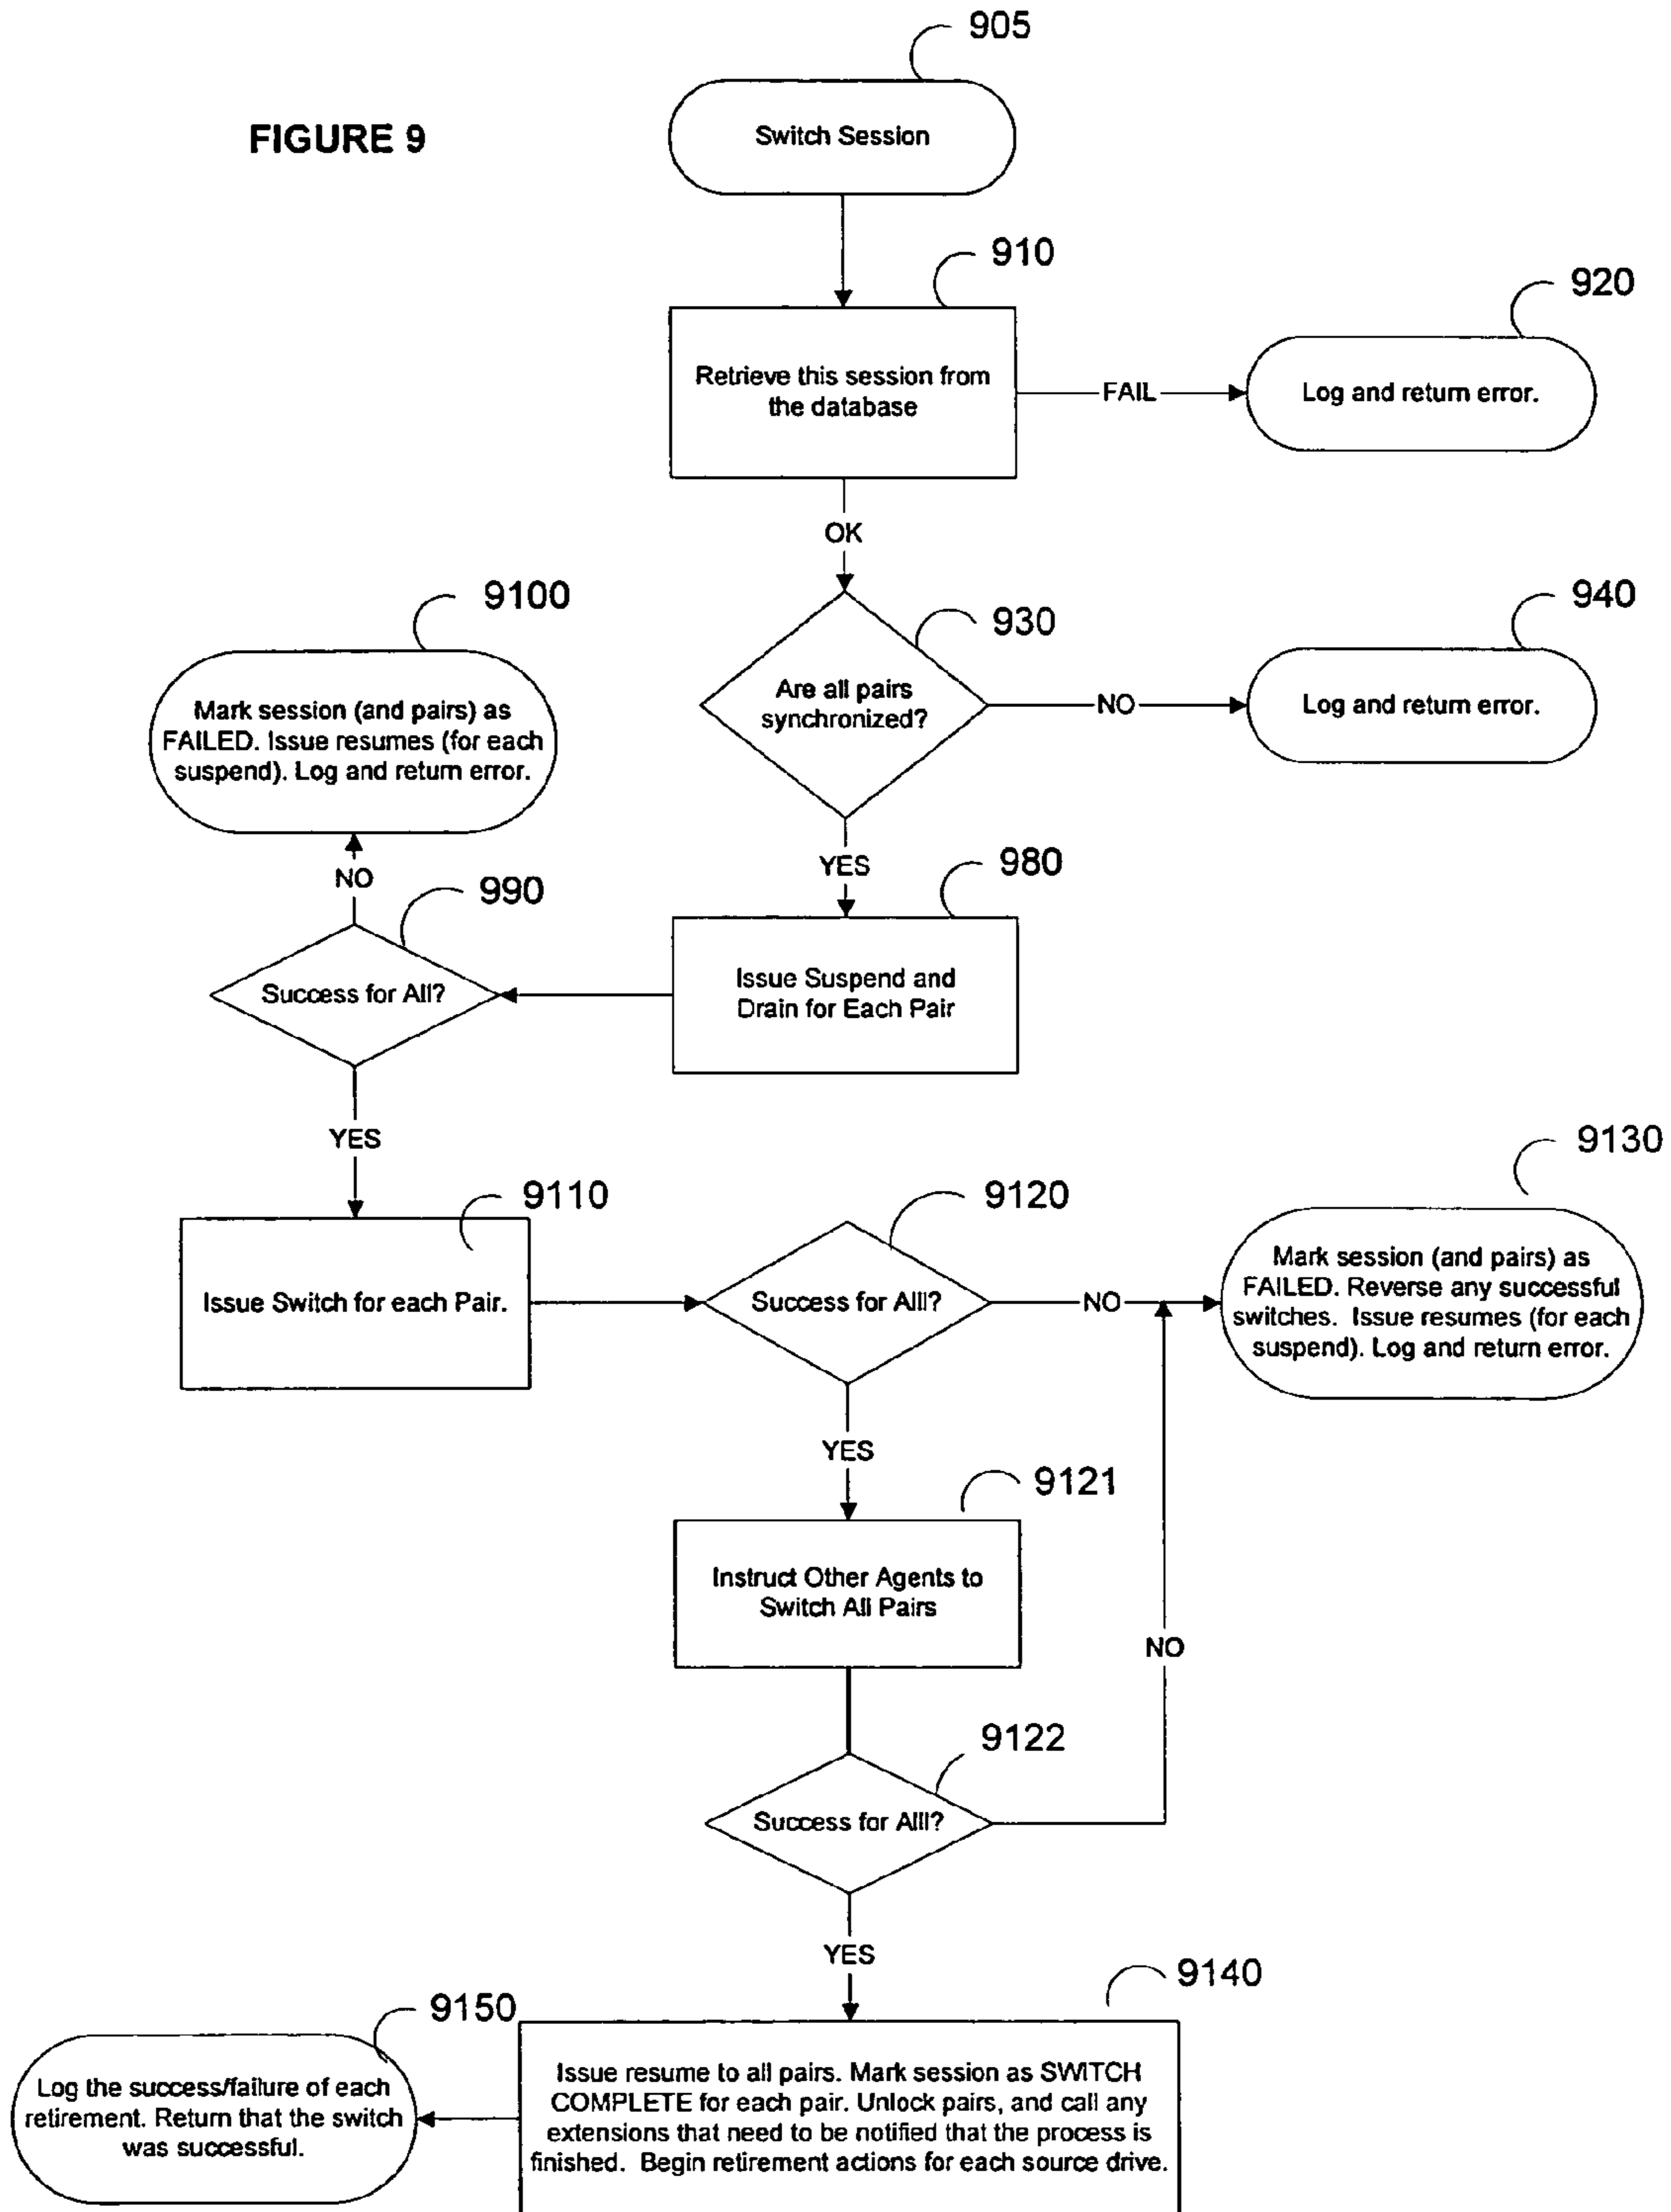 905
FIGURE 9
Switch Session
910
920
Retrieve this session from
the database
FAIL
Log and return error.
OK
9100
930
940
Mark session (and pairs) as
FAILED. Issue resumes (for each
suspend). Log and return error.
Are all pairs
synchronized?
NO
Log and return error.
NO
YES
980
990
Success for All?
Issue Suspend and
Drain for Each Pair
YES
9130
9110
9120
Issue Switch for each Pair.
Success for Alll?
NO
Mark session (and pairs) as
FAILED. Reverse any successful
switches. Issue resumes (for each
suspend). Log and return error.
YES
9121
Instruct Other Agents to
Switch All Pairs
NO
9122
Success for Alll?
YES
9140
9150
Log the success/failure of each
retirement. Return that the switch
was successful.
Issue resume to all pairs. Mark session as SWITCH
COMPLETE for each pair. Unlock pairs, and call any
extensions that need to be notified that the process is
finished. Begin retirement actions for each source drive.